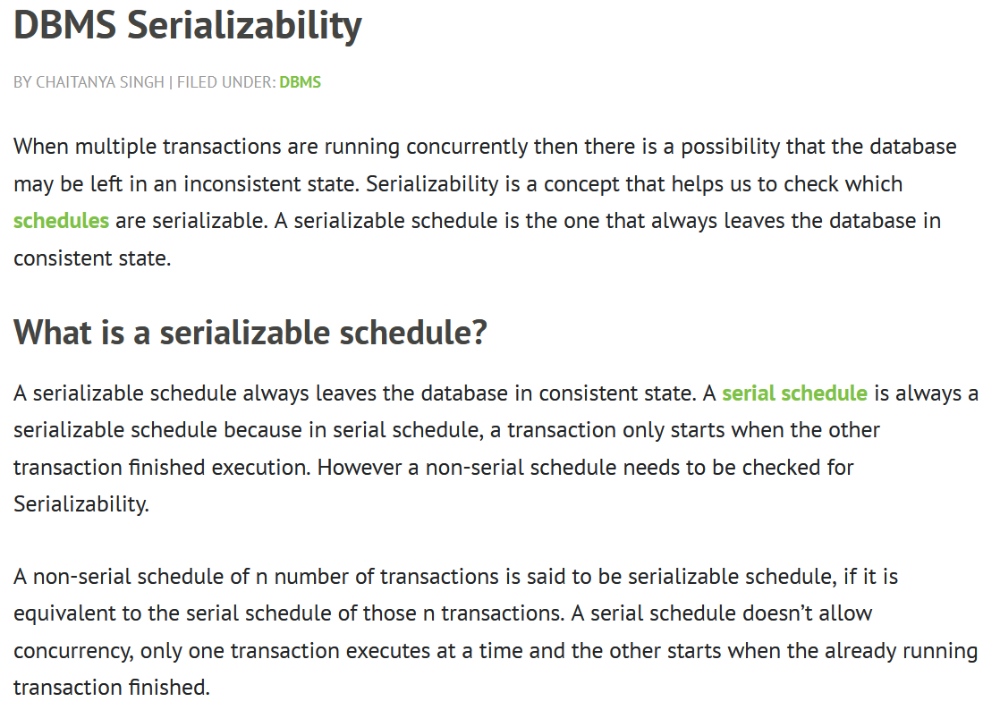 DBMS Serializability
BY CHAITANYA SINGH | FILED UNDER: DBMS
When multiple transactions are running concurrently then there is a possibility that the database
may be left in an inconsistent state. Serializability is a concept that helps us to check which
schedules are serializable. A serializable schedule is the one that always leaves the database in
consistent state.
What is a serializable schedule?
A serializable schedule always leaves the database in consistent state. A serial schedule is always a
serializable schedule because in serial schedule, a transaction only starts when the other
transaction finished execution. However a non-serial schedule needs to be checked for
Serializability.
A non-serial schedule of n number of transactions is said to be serializable schedule, if it is
equivalent to the serial schedule of those n transactions. A serial schedule doesn’t allow
concurrency, only one transaction executes at a time and the other starts when the already running
transaction finished.